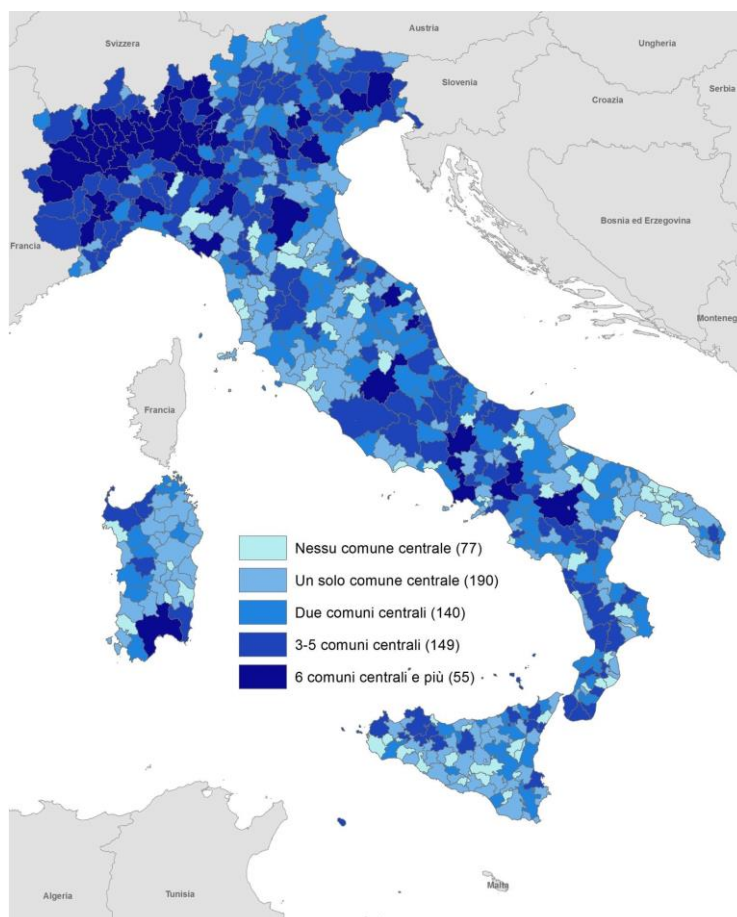 Svizzera
Austria
Ungheria
Slovenia
Croazia
Serbia
Bosnia ed Erzegovina
Francia
Monteneg
Francia
Nessu comune centrale (77)
Un solo comune centrale (190)
Due comuni centrali (140)
3-5 comuni centrali (149)
6 comuni centrali e più (55)
Malta
Algeria
Tunisia